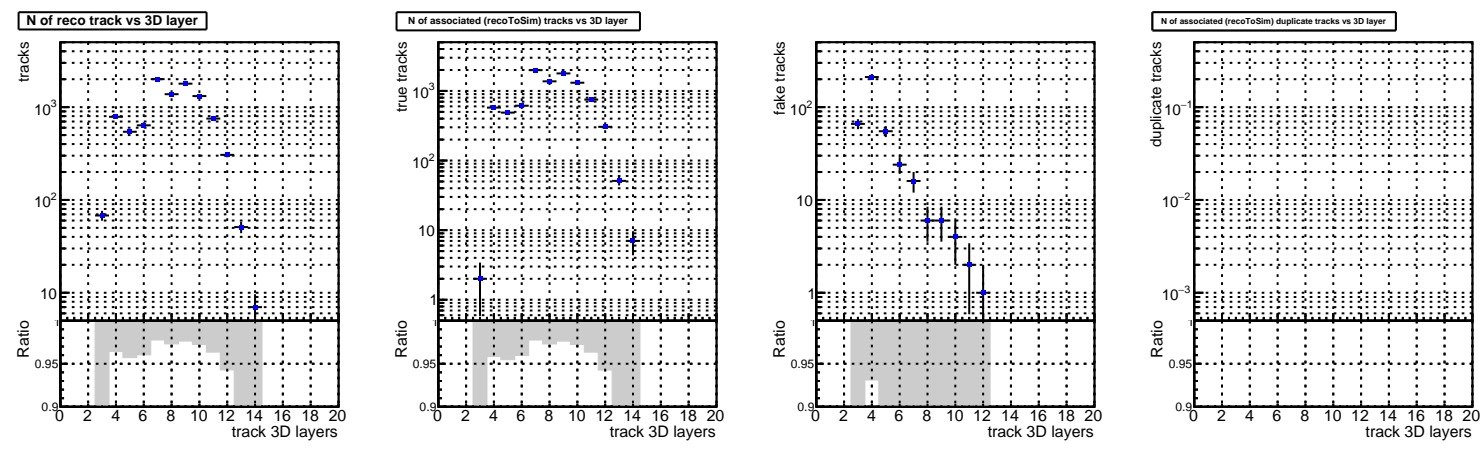 N of reco track vs 3D layer
tracks
10³
10²
10
Ratio
0.95
0.9
0 2 4 6 8 10 12 14 16 18 20
track 3D layers
N of associated (recoToSim) tracks vs 3D layer
true tracks
10³
10²
10
1
Ratio
0.95
0.9
0 2 4 6 8 10 12 14 16 18 20
track 3D layers
fake tracks
10²
10
1
Ratio
0.95
0.9
0 2 4 6 8 10 12 14 16 18 20
track 3D layers
N of associated (recoToSim) duplicate tracks vs 3D layer
duplicate tracks
10⁻¹
10⁻²
10⁻³
Ratio
0.95
0.9
0 2 4 6 8 10 12 14 16 18 20
track 3D layers